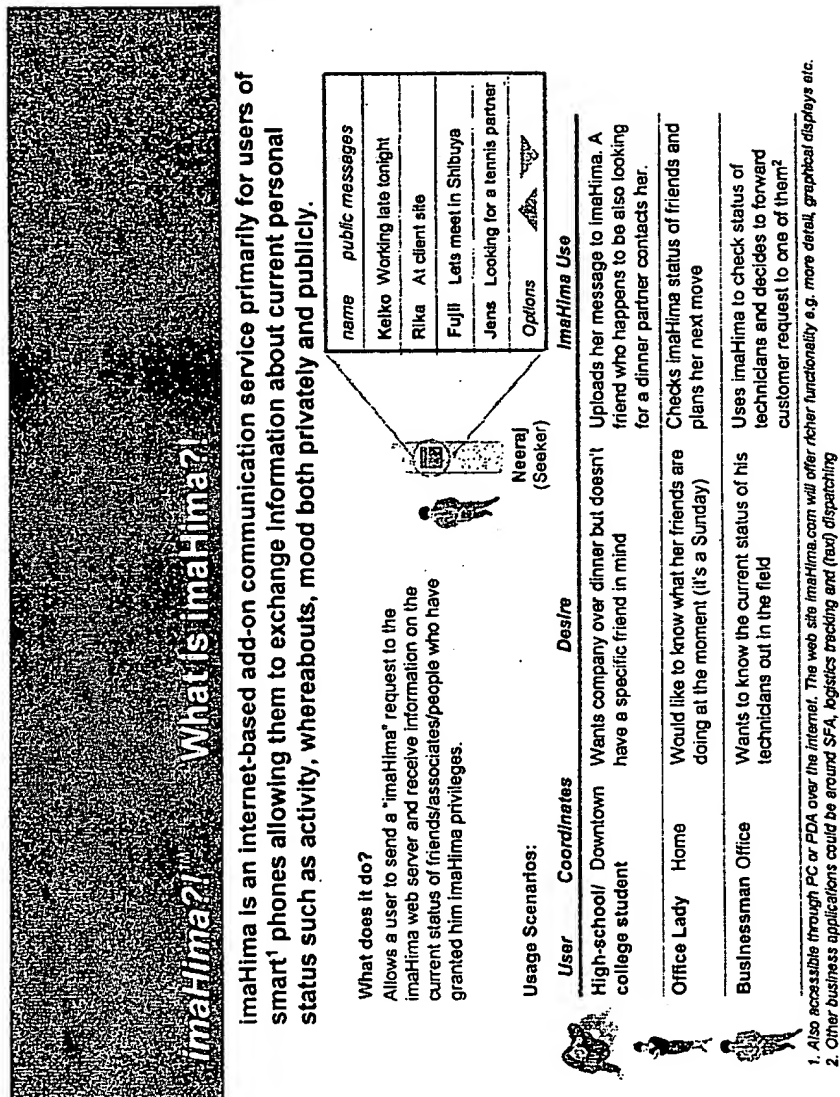 imaHima?!™ What is imaHima?!
imaHima is an internet-based add-on communication service primarily for users of
smart¹ phones allowing them to exchange Information about current personal
status such as activity, whereabouts, mood both privately and publicly.
What does it do?
Allows a user to send a "imaHima" request to the
imaHima web server and receive information on the
current status of friends/associates/people who have
granted him imaHima privileges.
Neeraj
(Seeker)
name public messages
Keiko Working late tonight
Rika At client site
Fujii Lets meet in Shibuya
Jens Looking for a tennis partner
Options
Usage Scenarios:
User Coordinates Desire ImaHima Use
High-school/ Downtown Wants company over dinner but doesn't Uploads her message to ImaHima. A
college student have a specific friend in mind friend who happens to be also looking
for a dinner partner contacts her.
Office Lady Home Would like to know what her friends are Checks imaHima status of friends and
doing at the moment (it's a Sunday) plans her next move
Businessman Office Wants to know the current status of his Uses imaHima to check status of
technicians out in the field technicians and decides to forward
customer request to one of them²
1. Also accessible through PC or PDA over the internet. The web site imaHima.com will offer richer functionality e.g. more detail, graphical displays etc.
2. Other business applications could be around SFA, logistics tracking and (taxi) dispatching